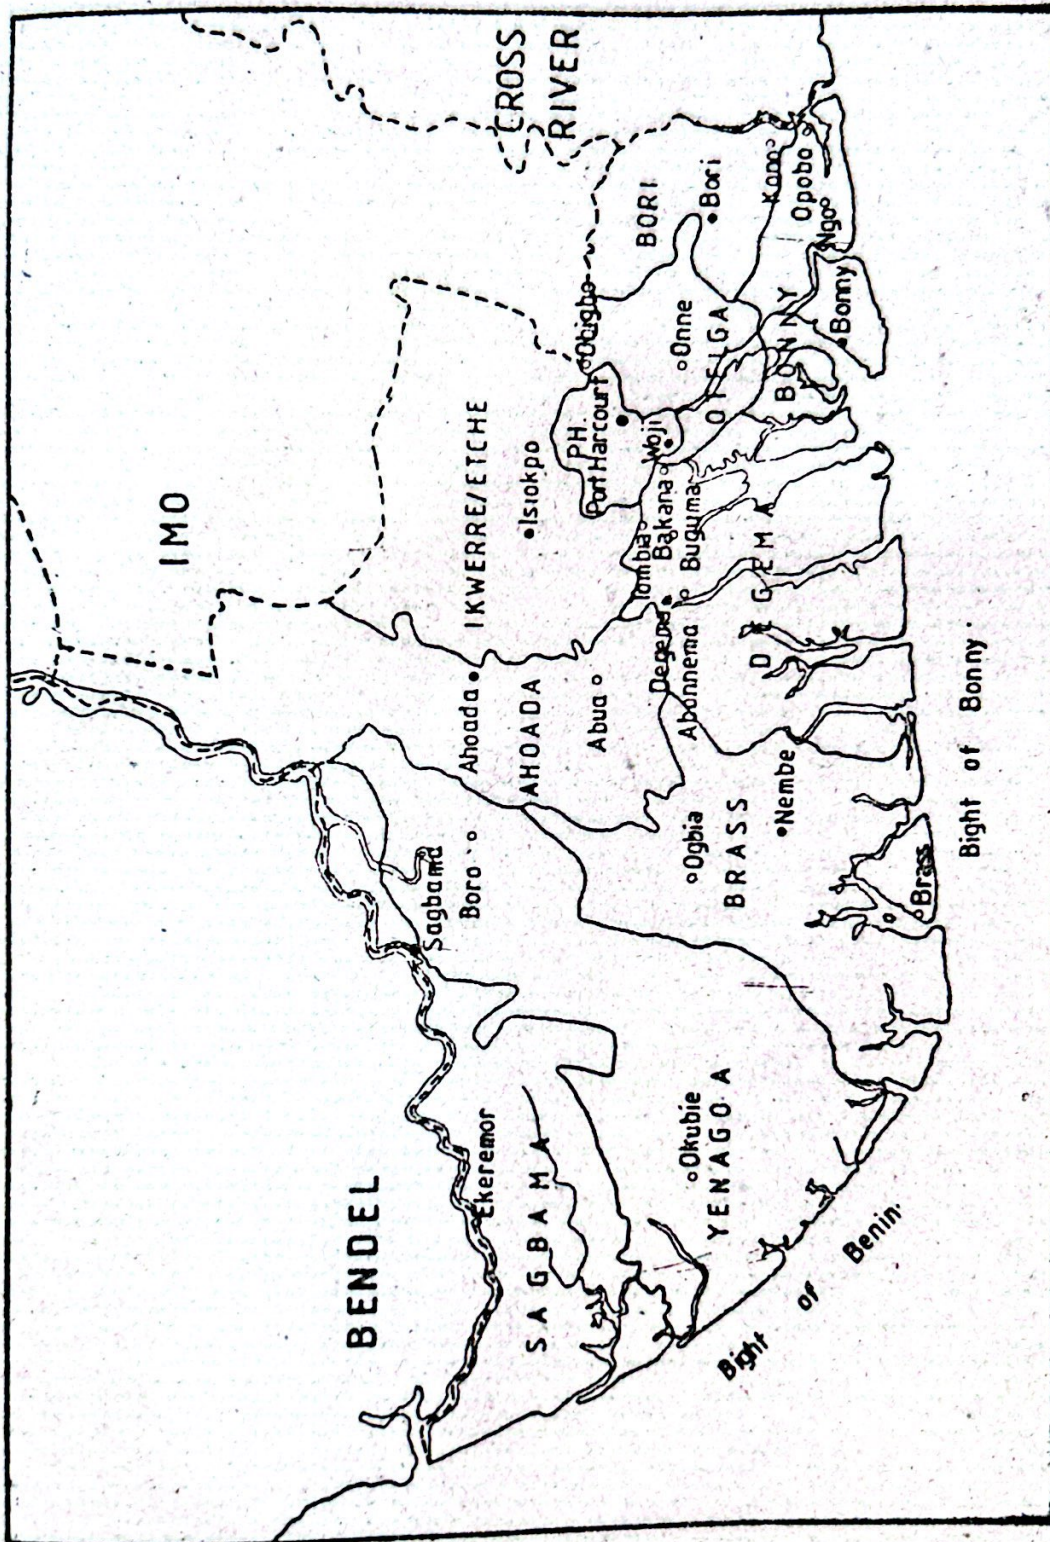 IMO
CROSS
RIVER
BENDEL
IKWERRE/ETCHE
Isiokpo
Obigbo
BORI
Bori
PH.
Port Harcourt
Woji
Onne
OTELGA
Kono
Opobo
Ngo
BONNY
Bonny
Ahoada
AHOADA
Abua
Tombia
Bakana
Buguma
Degema
Abonnema
DEGEMA
Sagbama
Boro
Ogbia
BRASS
Nembe
Brass
Ekeremor
SAGBAMA
Okubie
YENAGOA
Bight of Benin
Bight of Bonny